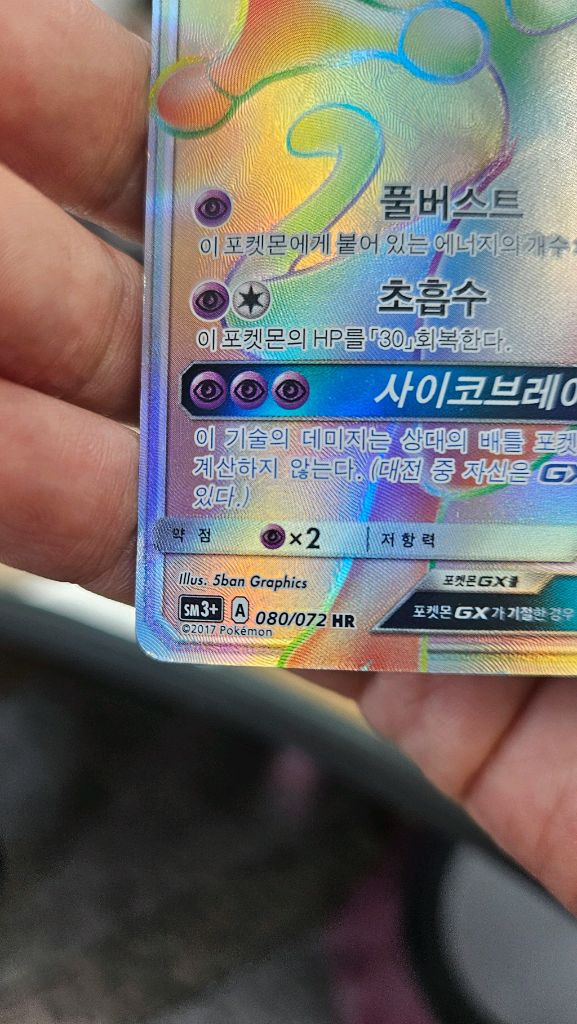 풀버스트
이 포켓몬에게 붙어 있는 에너지의 개수
초흡수
이 포켓몬의 HP를 「30」 회복한다.
사이코브레이
이 기술의 데미지는 상대의 배틀 포켓
계산하지 않는다. (대전 중 자신은 GX
있다.)
약 점 ×2 저항력
Illus. 5ban Graphics
포켓몬GX룰
SM3+ A 080/072 HR
포켓몬GX가 기절한 경우
©2017 Pokémon